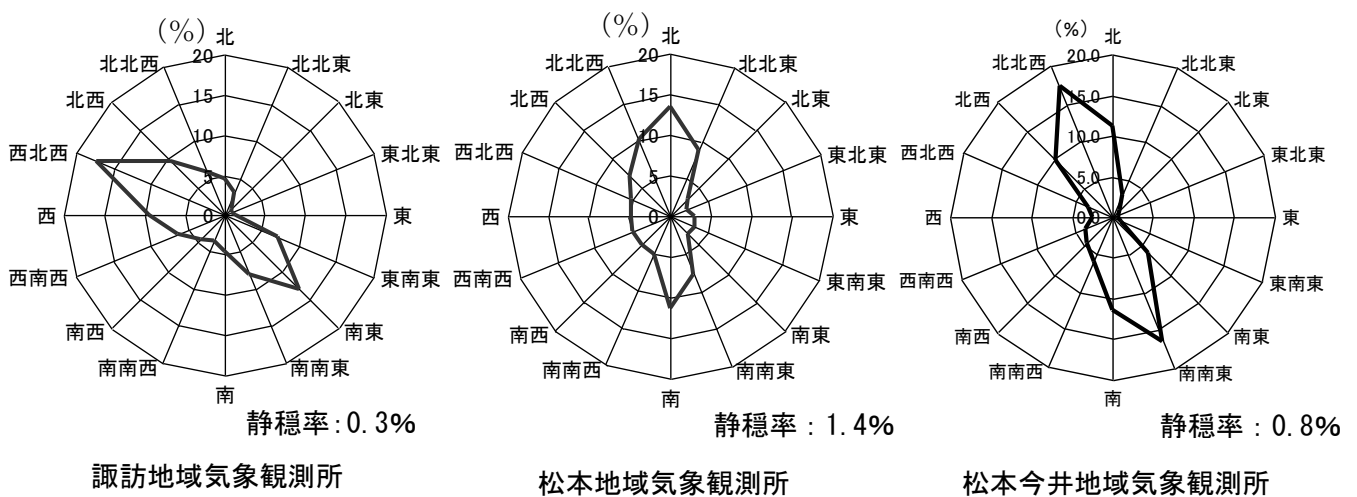 (%)
北
北北東
北東
東北東
東
東南東
南東
南南東
南
南南西
南西
西南西
西
西北西
北西
北北西
20
15
10
5
0
静穏率:0.3%
諏訪地域気象観測所
(%)
北
北北東
北東
東北東
東
東南東
南東
南南東
南
南南西
南西
西南西
西
西北西
北西
北北西
20
15
10
5
0
静穏率:1.4%
松本地域気象観測所
(%)
北
北北東
北東
東北東
東
東南東
南東
南南東
南
南南西
南西
西南西
西
西北西
北西
北北西
20.0
15.0
10.0
5.0
0.0
静穏率:0.8%
松本今井地域気象観測所